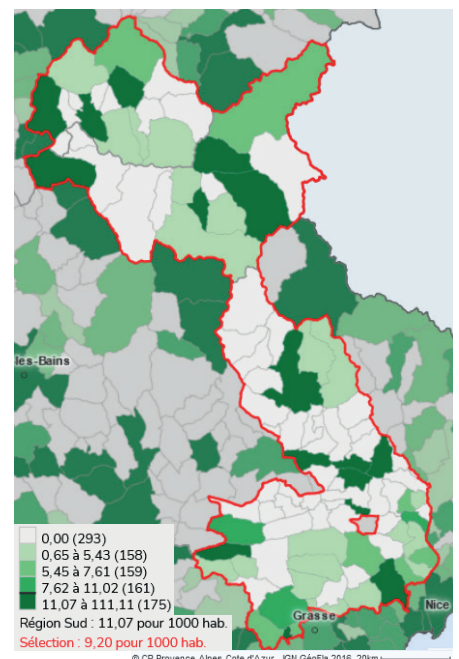 les-Bains
0,00 (293)
0,65 à 5,43 (158)
5,45 à 7,61 (159)
7,62 à 11,02 (161)
11,07 à 111,11 (175)
Région Sud : 11,07 pour 1000 hab.
Sélection : 9,20 pour 1000 hab.
Grasse
Nice
© CR Provence-Alpes-Cote d'Azur - IGN GéoFla 2016 20km